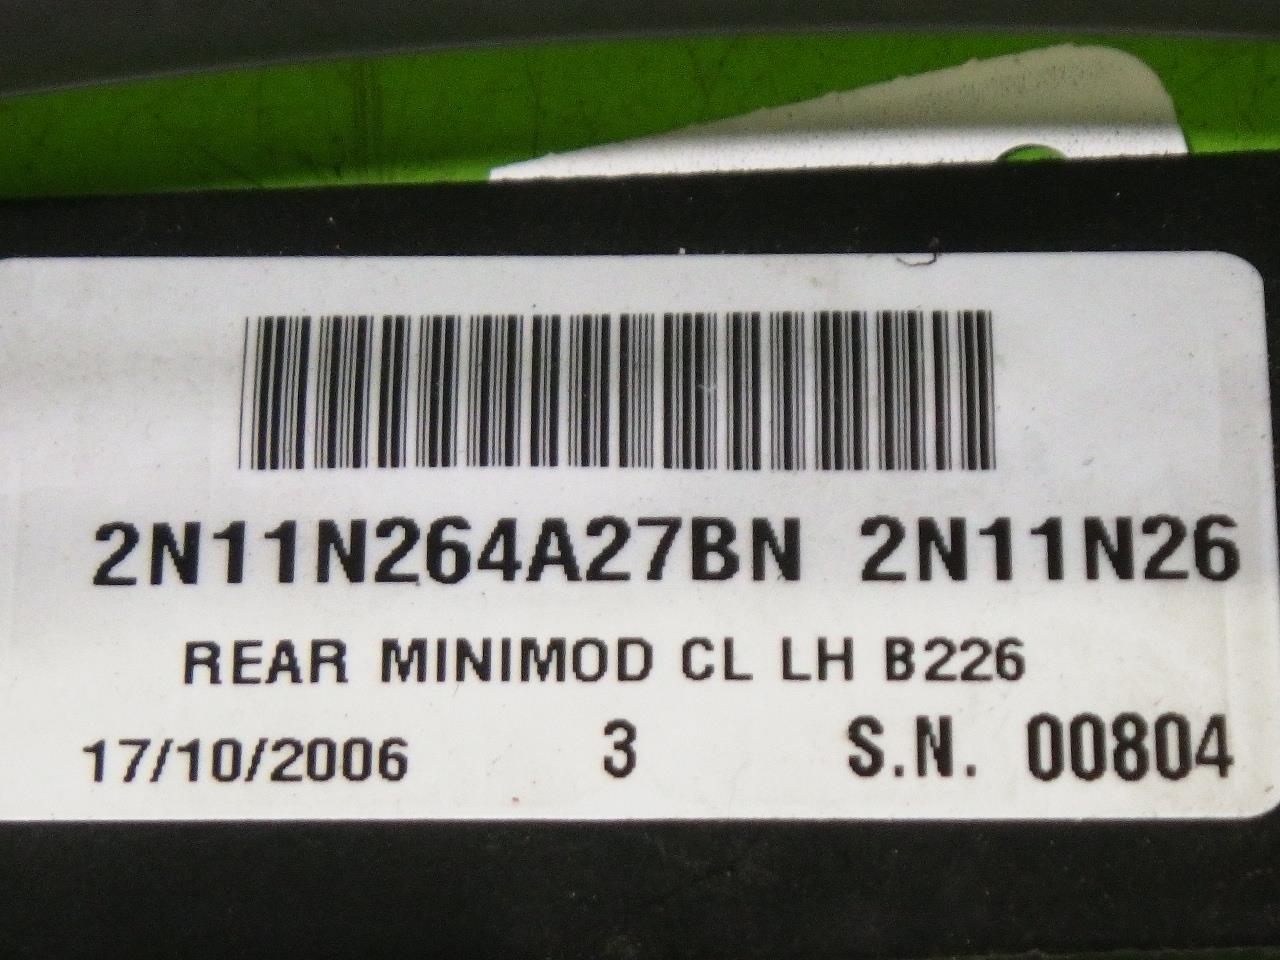 2N11N264A27BN 2N11N26
REAR MINIMOD CL LH B226
17/10/2006 3 S.N. 00804